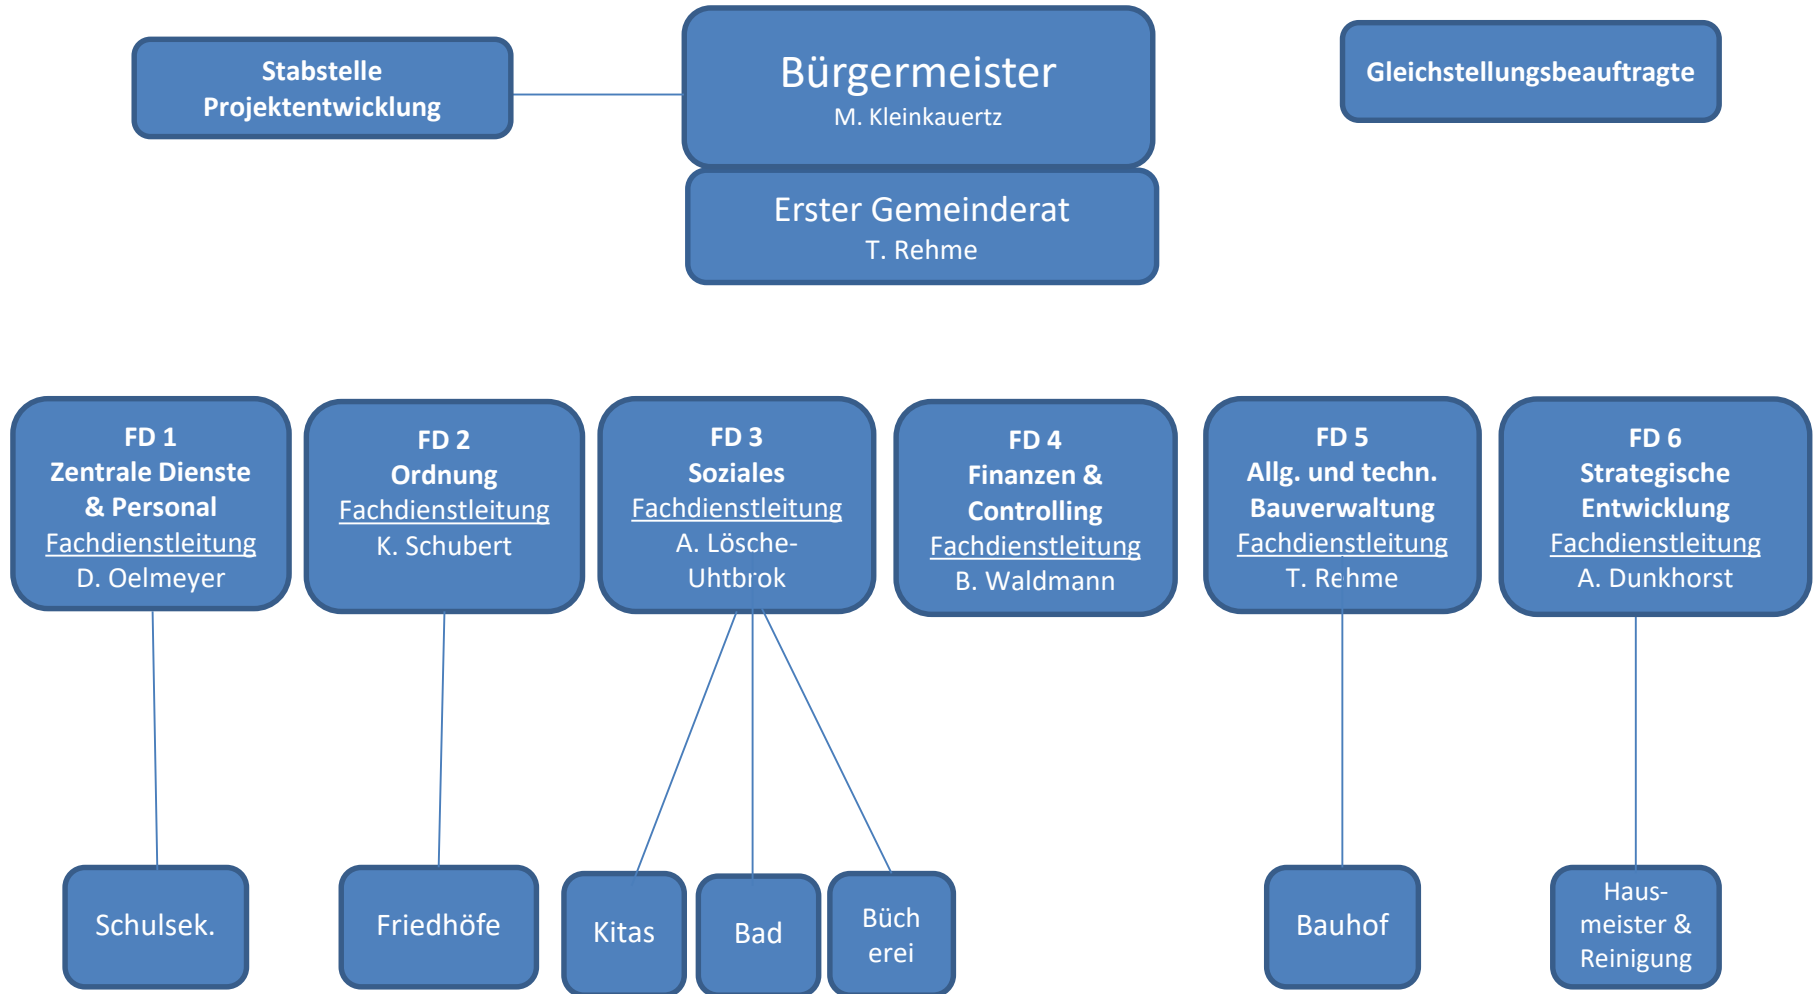 Stabstelle
Projektentwicklung
Bürgermeister
M. Kleinkauertz
Gleichstellungsbeauftragte
Erster Gemeinderat
T. Rehme
FD 1
Zentrale Dienste
& Personal
Fachdienstleitung
D. Oelmeyer
FD 2
Ordnung
Fachdienstleitung
K. Schubert
FD 3
Soziales
Fachdienstleitung
A. Lösche-
Uhtbrok
FD 4
Finanzen &
Controlling
Fachdienstleitung
B. Waldmann
FD 5
Allg. und techn.
Bauverwaltung
Fachdienstleitung
T. Rehme
FD 6
Strategische
Entwicklung
Fachdienstleitung
A. Dunkhorst
Schulsek.
Friedhöfe
Kitas
Bad
Büch
erei
Bauhof
Haus-
meister &
Reinigung